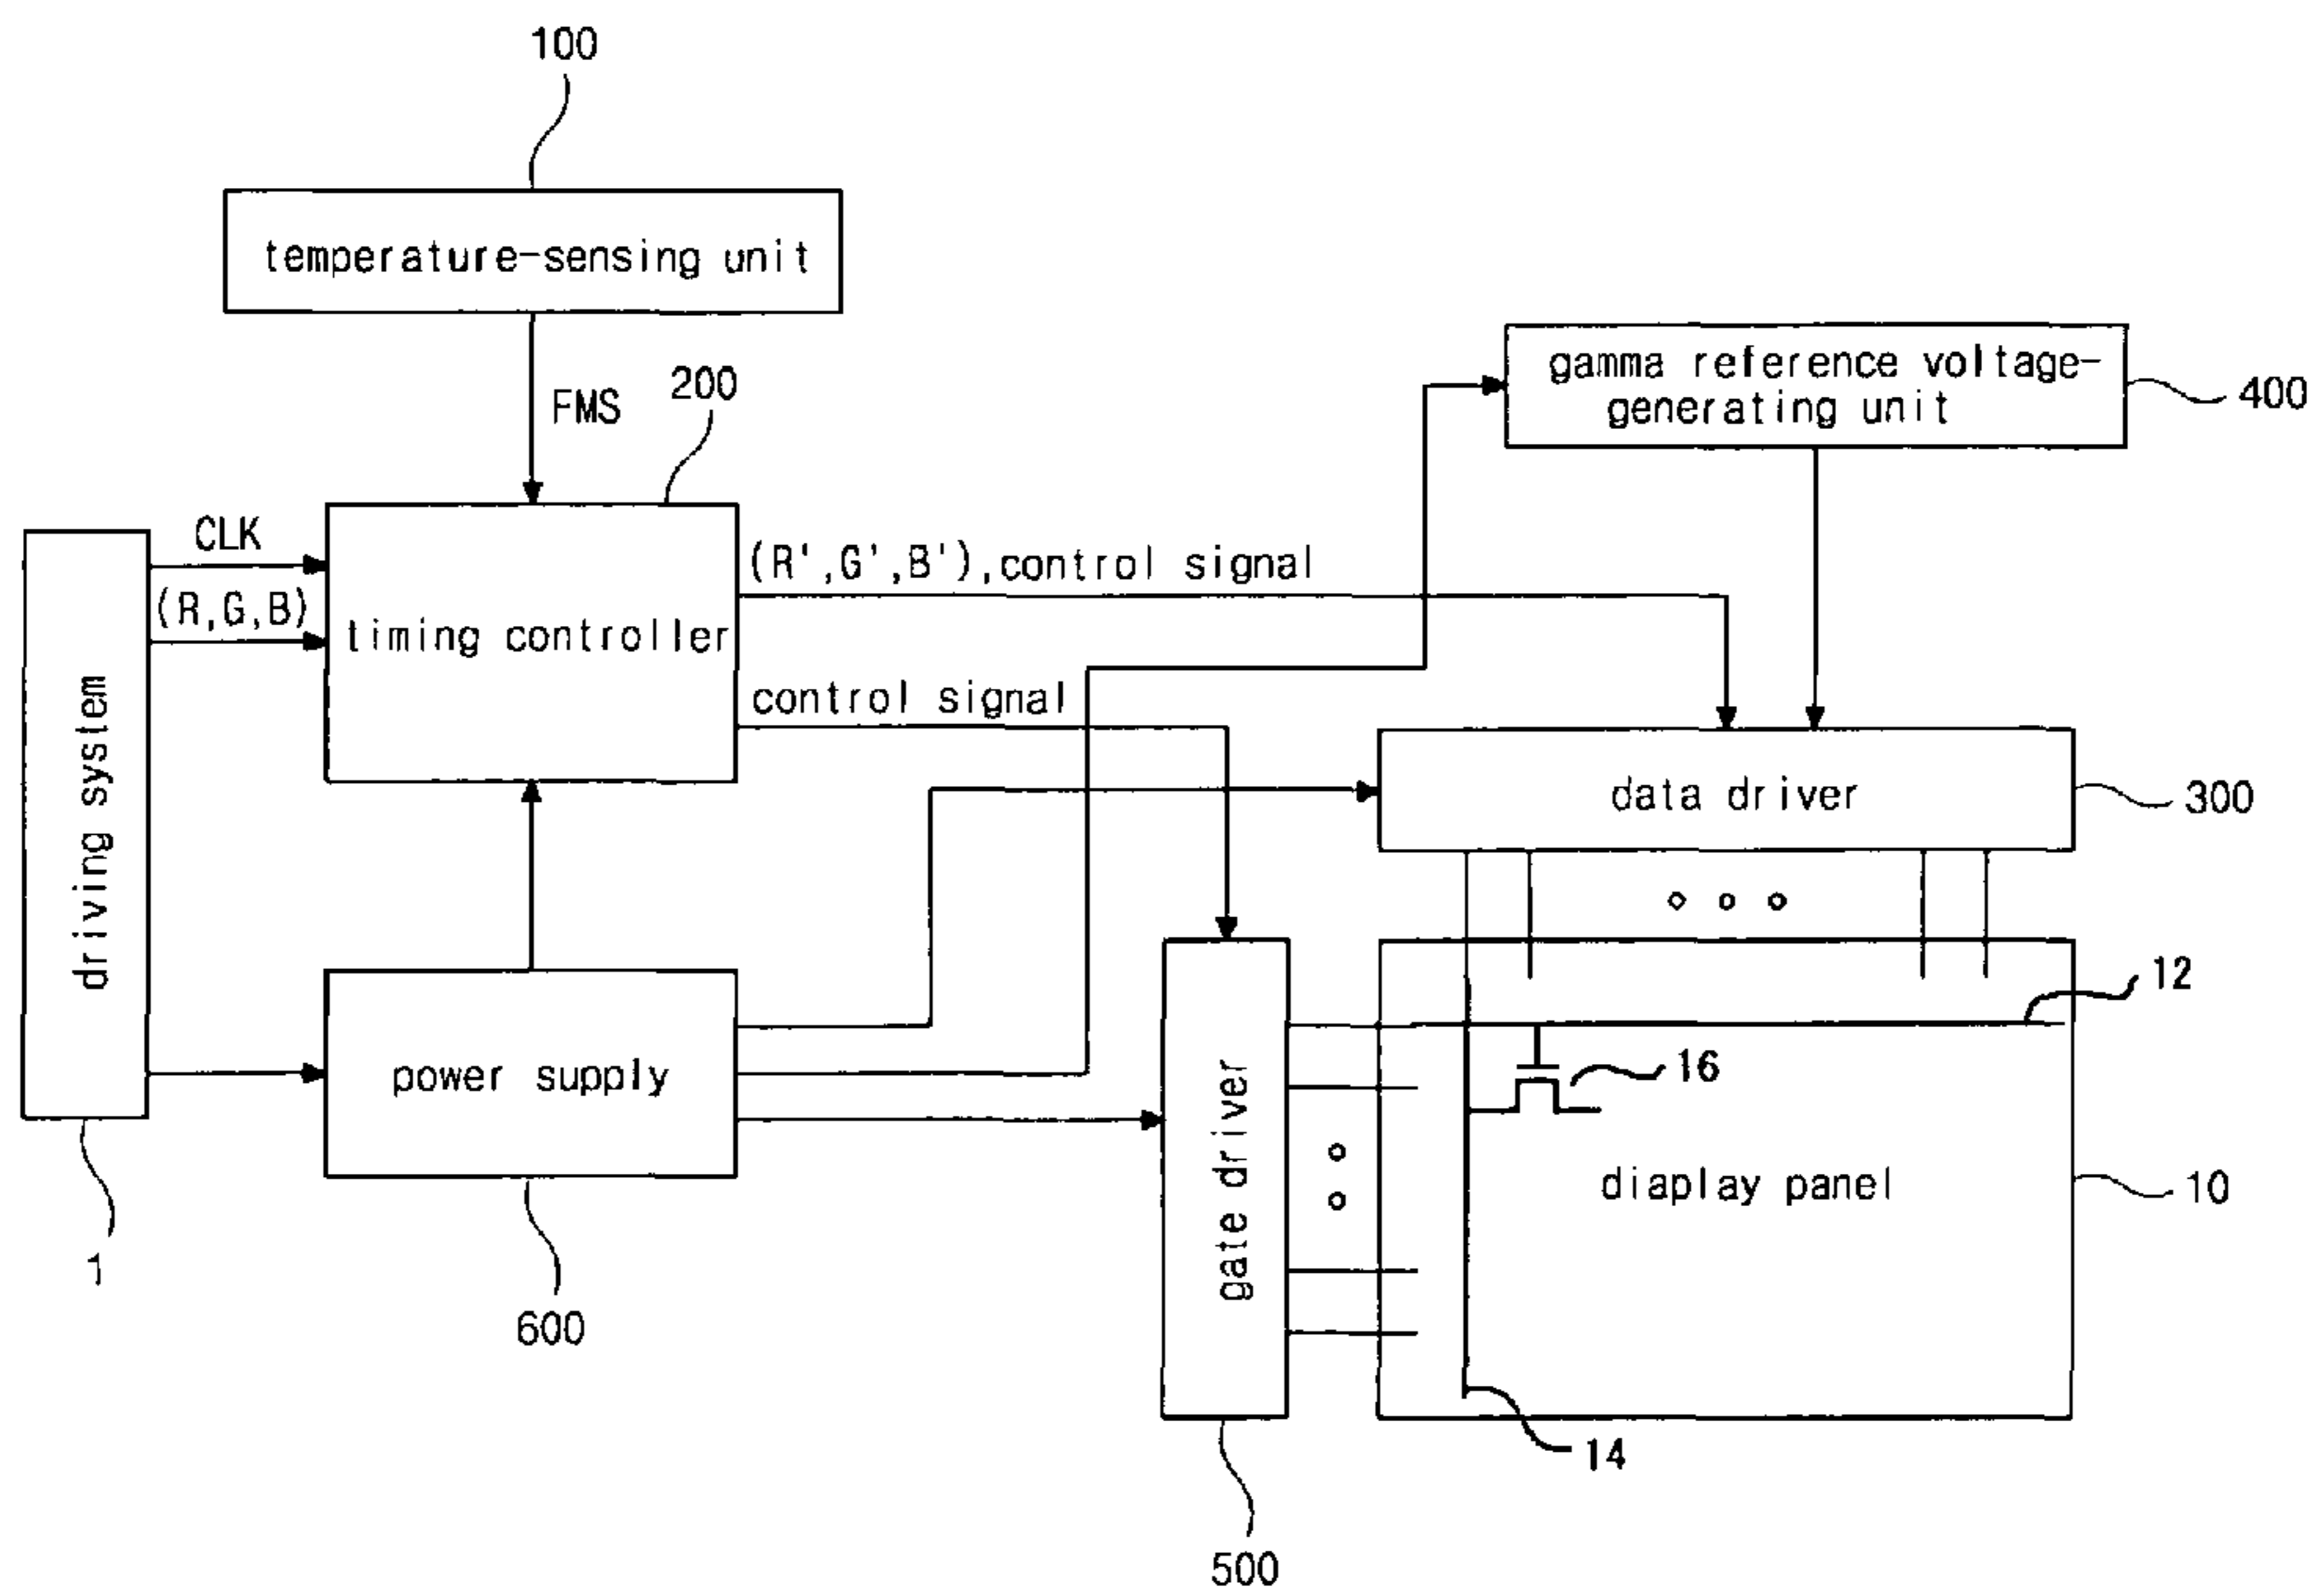 100
temperature-sensing unit
FMS
200
gamma reference voltage-
generating unit
400
CLK
(R,G,B)
timing controller
(R',G',B'),control signal
control signal
driving system
1
data driver
300
power supply
600
gate driver
500
12
16
diaplay panel
10
14